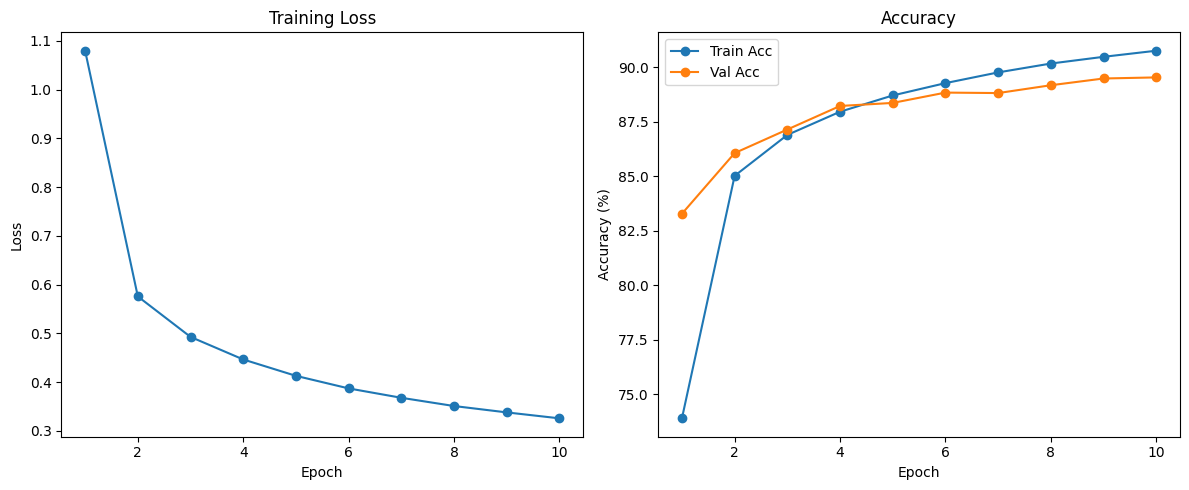 Training Loss
1.1
1.0
0.9
0.8
0.7
0.6
0.5
0.4
0.3
Loss
2 4 6 8 10
Epoch
Accuracy
Train Acc
Val Acc
90.0
87.5
85.0
82.5
80.0
77.5
75.0
Accuracy (%)
2 4 6 8 10
Epoch